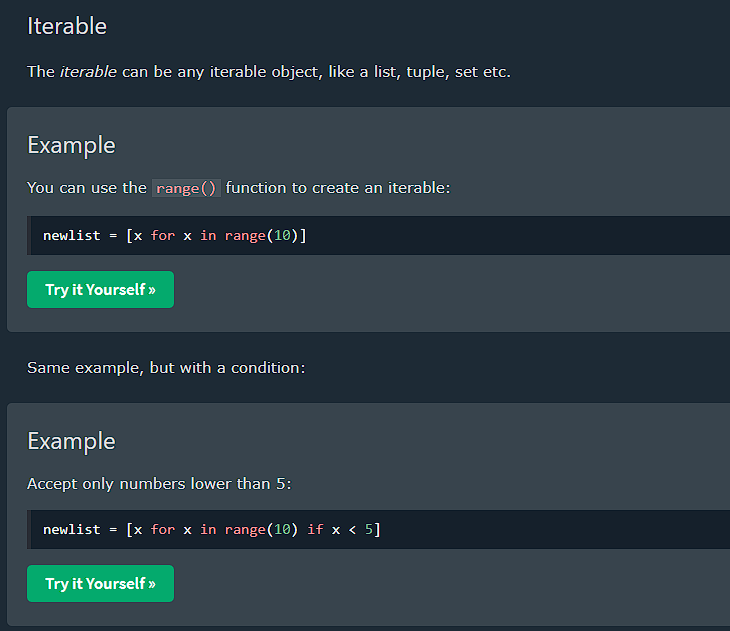 Iterable
The iterable can be any iterable object, like a list, tuple, set etc.
Example
You can use the range() function to create an iterable:
newlist = [x for x in range(10)]
Try it Yourself »
Same example, but with a condition:
Example
Accept only numbers lower than 5:
newlist = [x for x in range(10) if x < 5]
Try it Yourself »